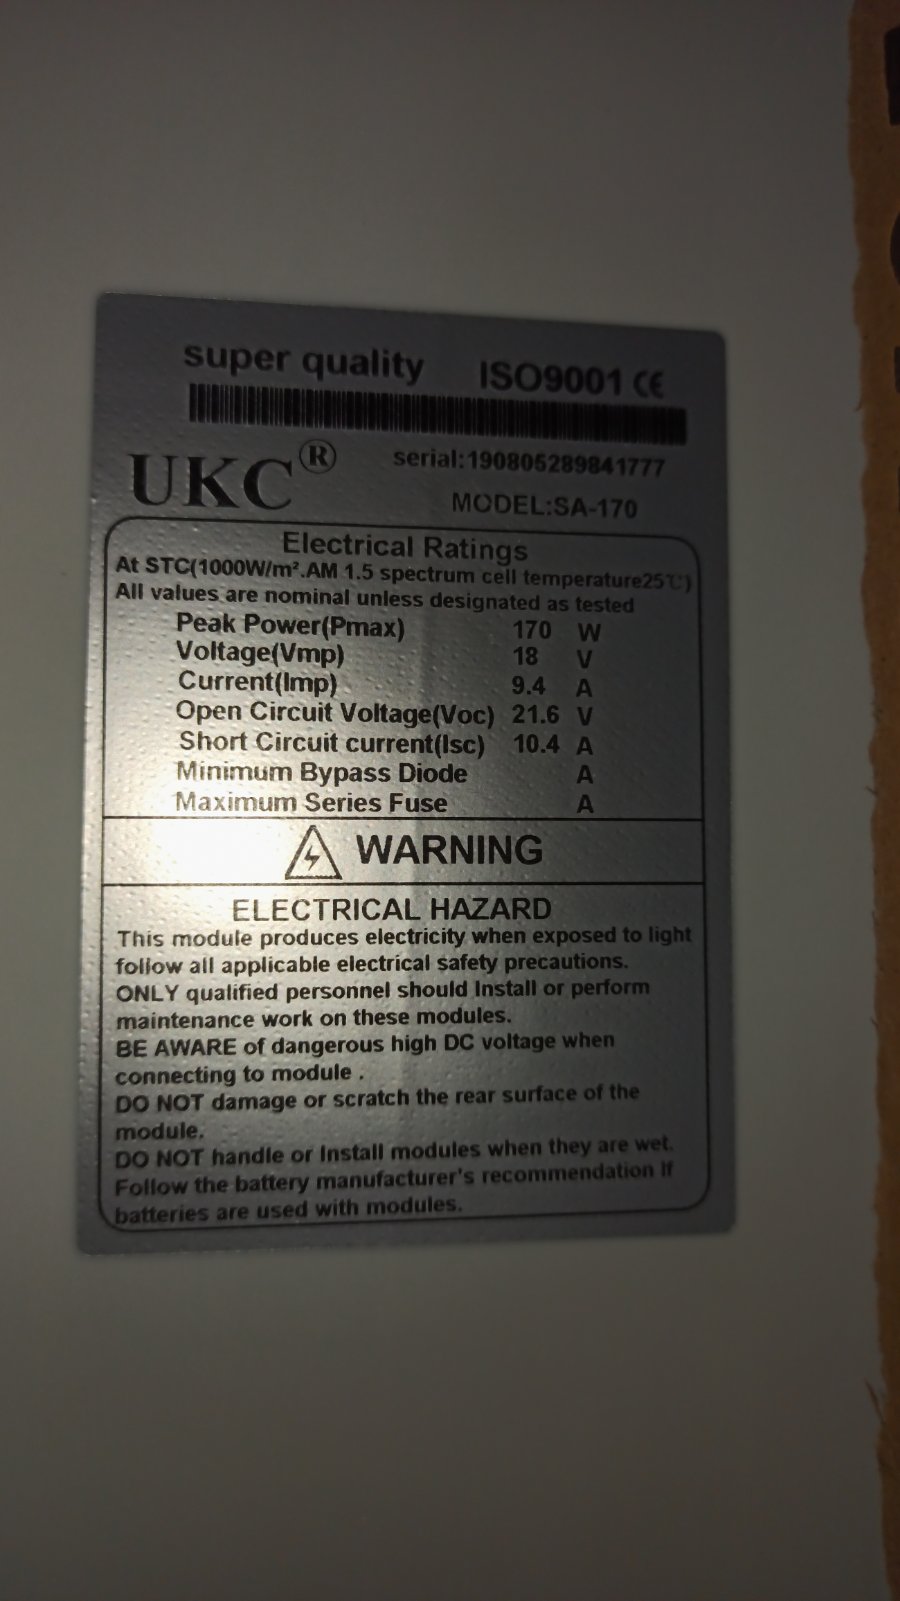 super quality ISO9001 CE
UKC® serial:190805289841777
MODEL:SA-170
Electrical Ratings
At STC(1000W/m².AM 1.5 spectrum cell temperature25℃)
All values are nominal unless designated as tested
Peak Power(Pmax) 170 W
Voltage(Vmp) 18 V
Current(Imp) 9.4 A
Open Circuit Voltage(Voc) 21.6 V
Short Circuit current(Isc) 10.4 A
Minimum Bypass Diode A
Maximum Series Fuse A
WARNING
ELECTRICAL HAZARD
This module produces electricity when exposed to light
follow all applicable electrical safety precautions.
ONLY qualified personnel should Install or perform
maintenance work on these modules.
BE AWARE of dangerous high DC voltage when
connecting to module .
DO NOT damage or scratch the rear surface of the
module.
DO NOT handle or Install modules when they are wet.
Follow the battery manufacturer's recommendation If
batteries are used with modules.